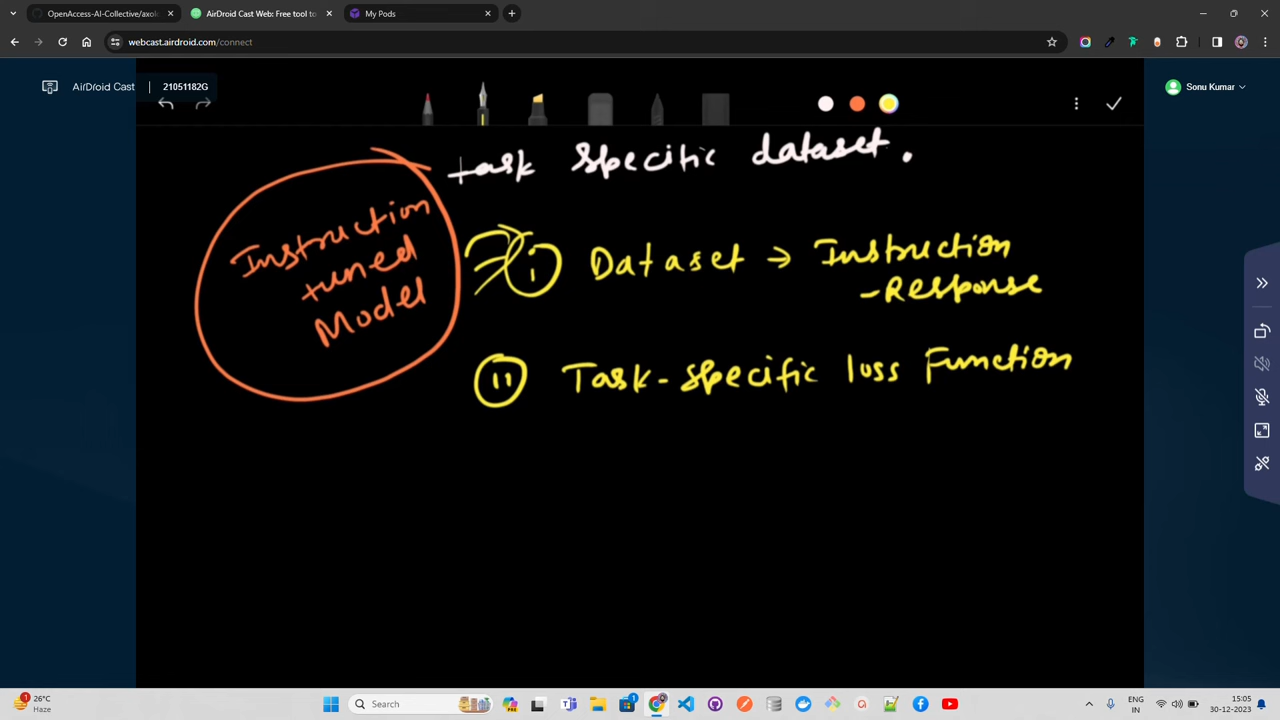 OpenAccess-AI-Collective/axol
AirDroid Cast Web: Free tool to
My Pods
webcast.airdroid.com/connect
AirDroid Cast
21051182G
Sonu Kumar
task specific dataset.
Instruction
tuned
Model
i Dataset → Instruction
-Response
ii Task-specific loss Function
1
26°C
Haze
Search
ENG
IN
15:05
30-12-2023